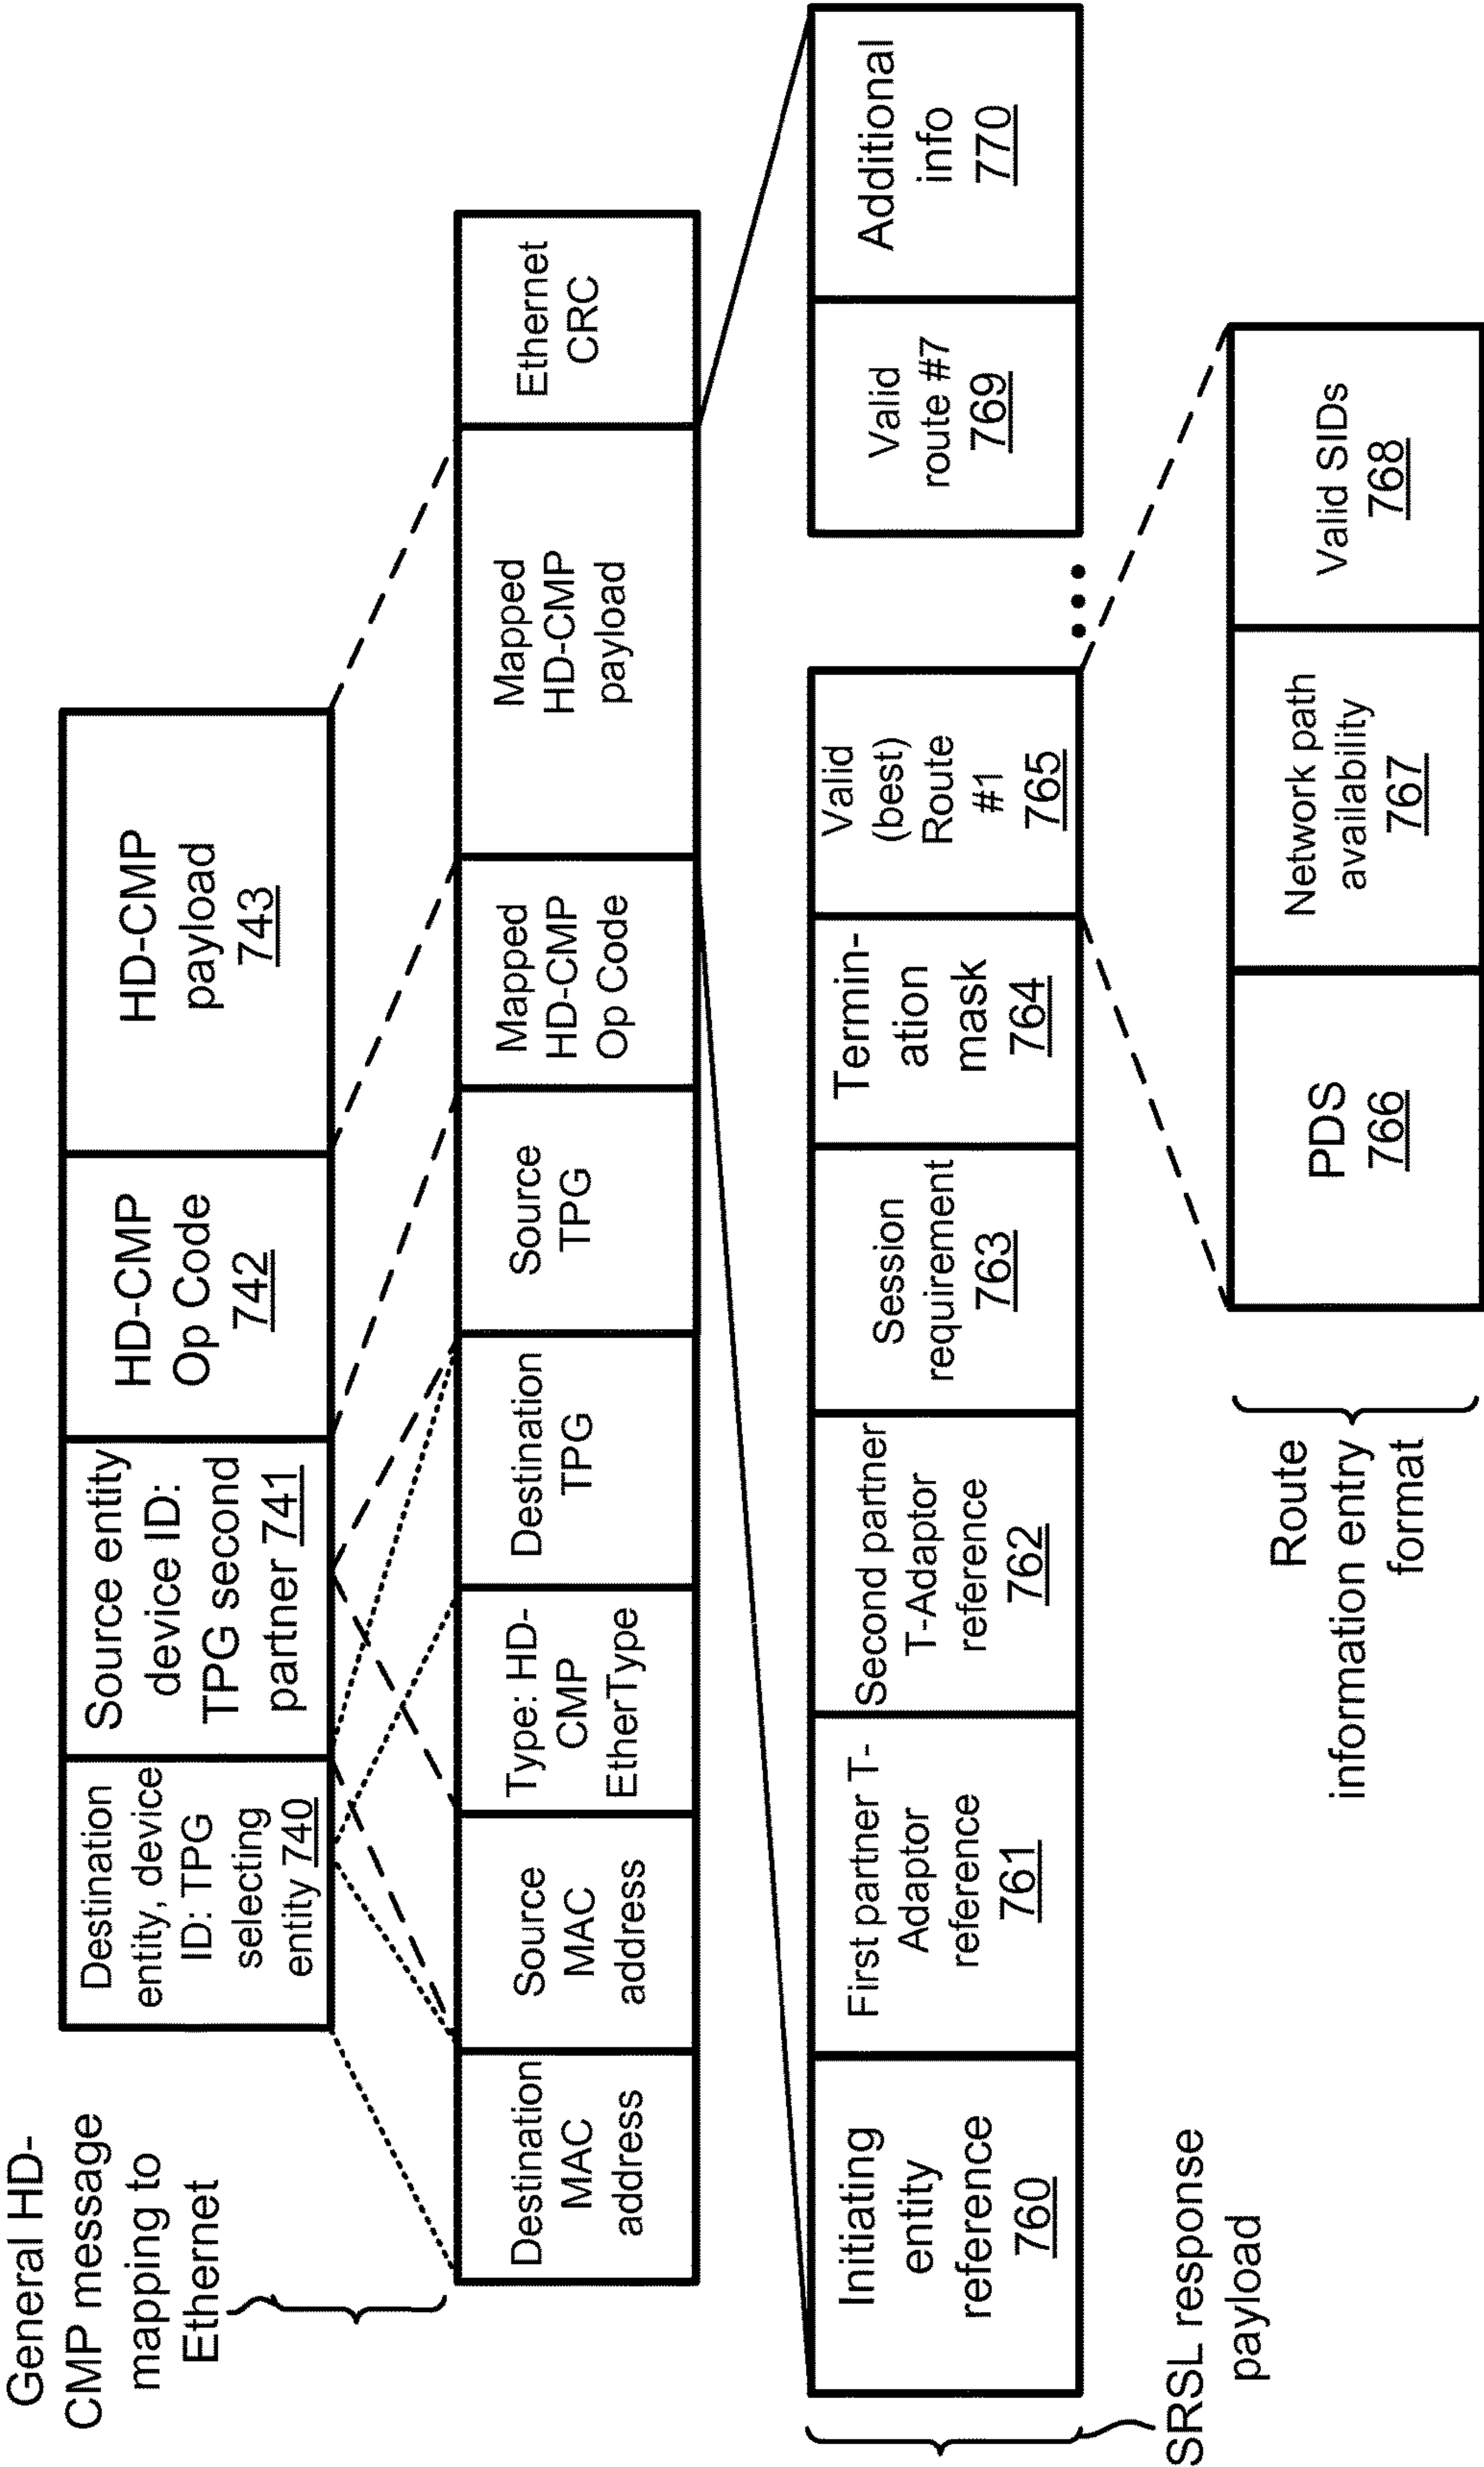 General HD-
CMP message
mapping to
Ethernet
Destination
entity, device
ID: TPG
selecting
entity 740
Source entity
device ID:
TPG second
partner 741
HD-CMP
Op Code
742
HD-CMP
payload
743
Destination
MAC
address
Source
MAC
address
Type: HD-
CMP
EtherType
Destination
TPG
Source
TPG
Mapped
HD-CMP
Op Code
Mapped
HD-CMP
payload
Ethernet
CRC
SRSL response
payload
Initiating
entity
reference
760
First partner T-
Adaptor
reference
761
Second partner
T-Adaptor
reference
762
Session
requirement
763
Termin-
ation
mask
764
Valid
(best)
Route
#1
765
•••
Valid
route #7
769
Additional
info
770
Route
information entry
format
PDS
766
Network path
availability
767
Valid SIDs
768